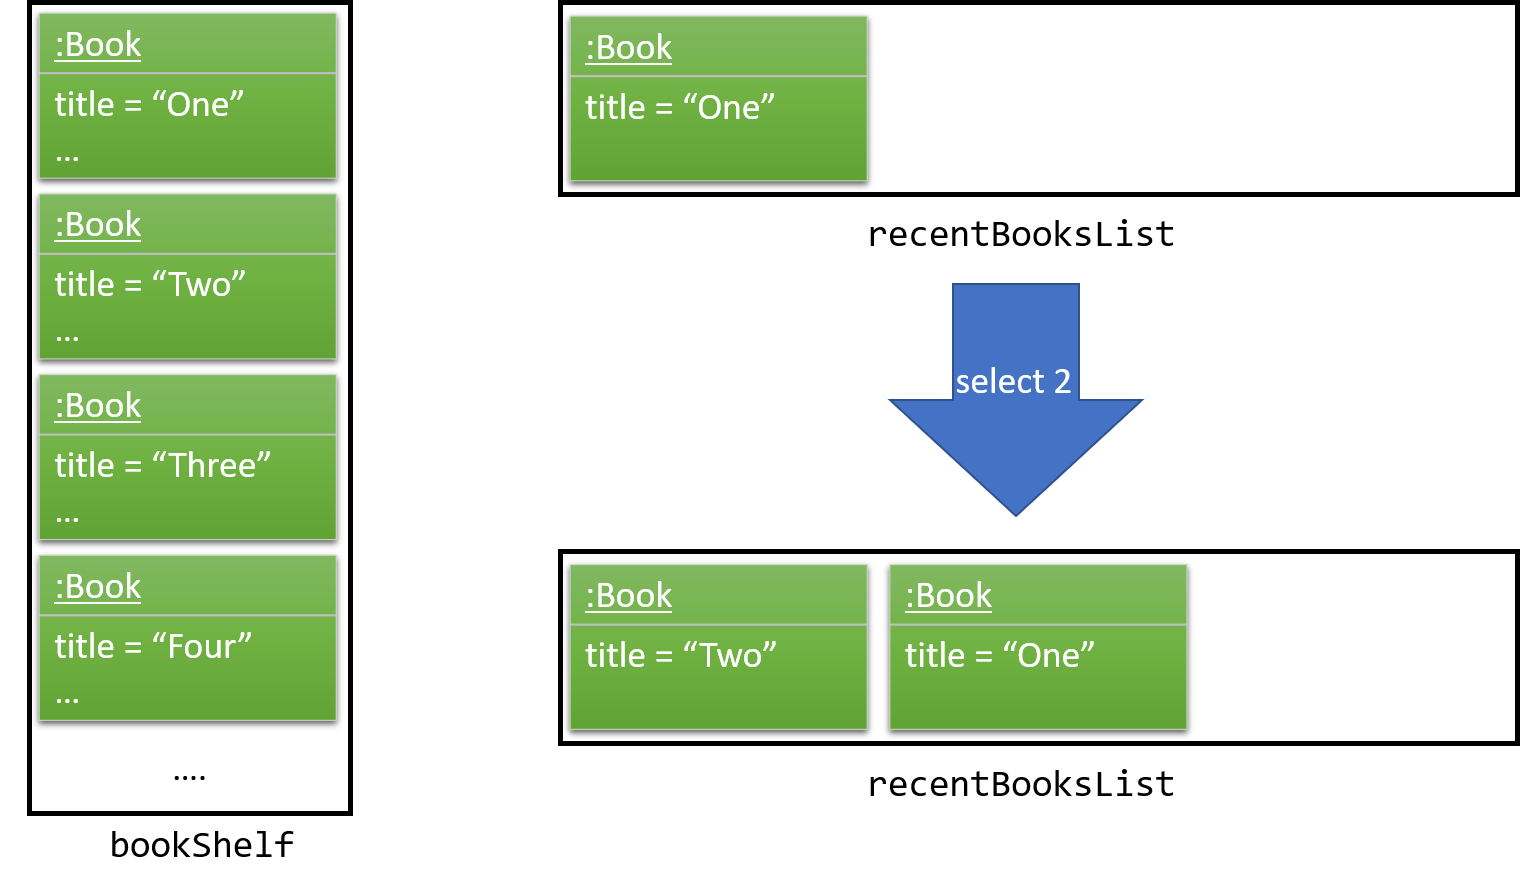 :Book
title = “One”
...
:Book
title = “Two”
...
:Book
title = “Three”
...
:Book
title = “Four”
...
....
bookShelf
:Book
title = “One”
recentBooksList
select 2
:Book
title = “Two”
:Book
title = “One”
recentBooksList